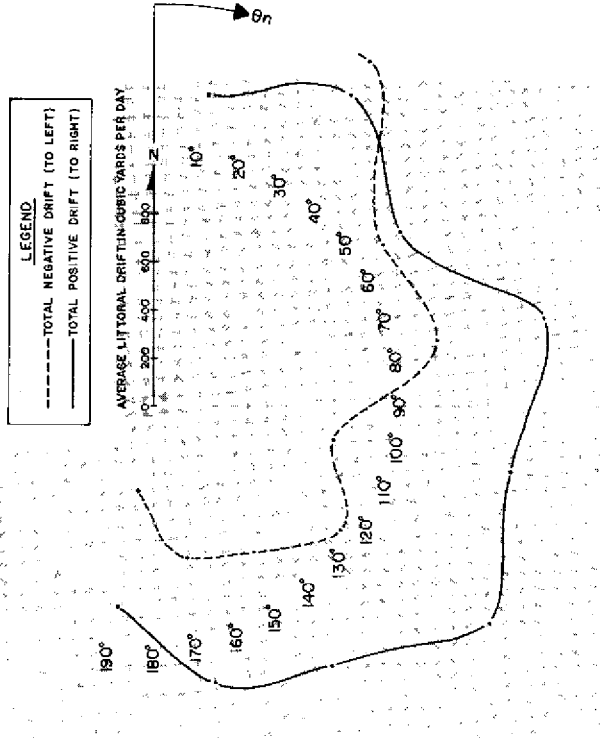 LEGEND
TOTAL NEGATIVE DRIFT (TO LEFT)
TOTAL POSITIVE DRIFT (TO RIGHT)
θn
AVERAGE LITTORAL DRIFT IN CUBIC YARDS PER DAY
N
0 200 400 600 800
10°
20°
30°
40°
50°
60°
70°
80°
90°
100°
110°
120°
130°
140°
150°
160°
170°
180°
190°